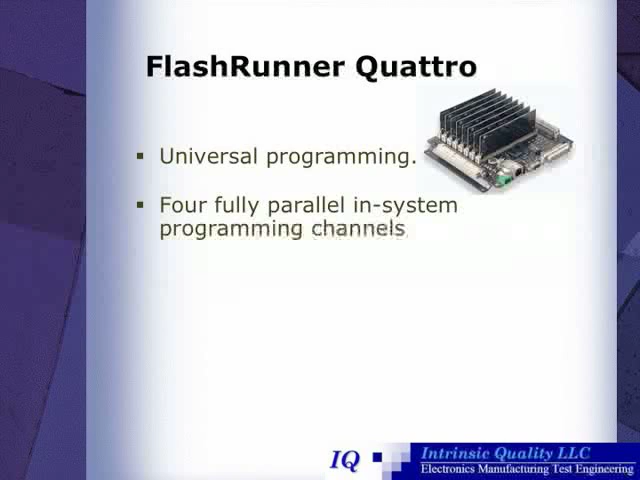 FlashRunner Quattro
▪ Universal programming.
▪ Four fully parallel in-system
programming channels
IQ
Intrinsic Quality LLC
Electronics Manufacturing Test Engineering